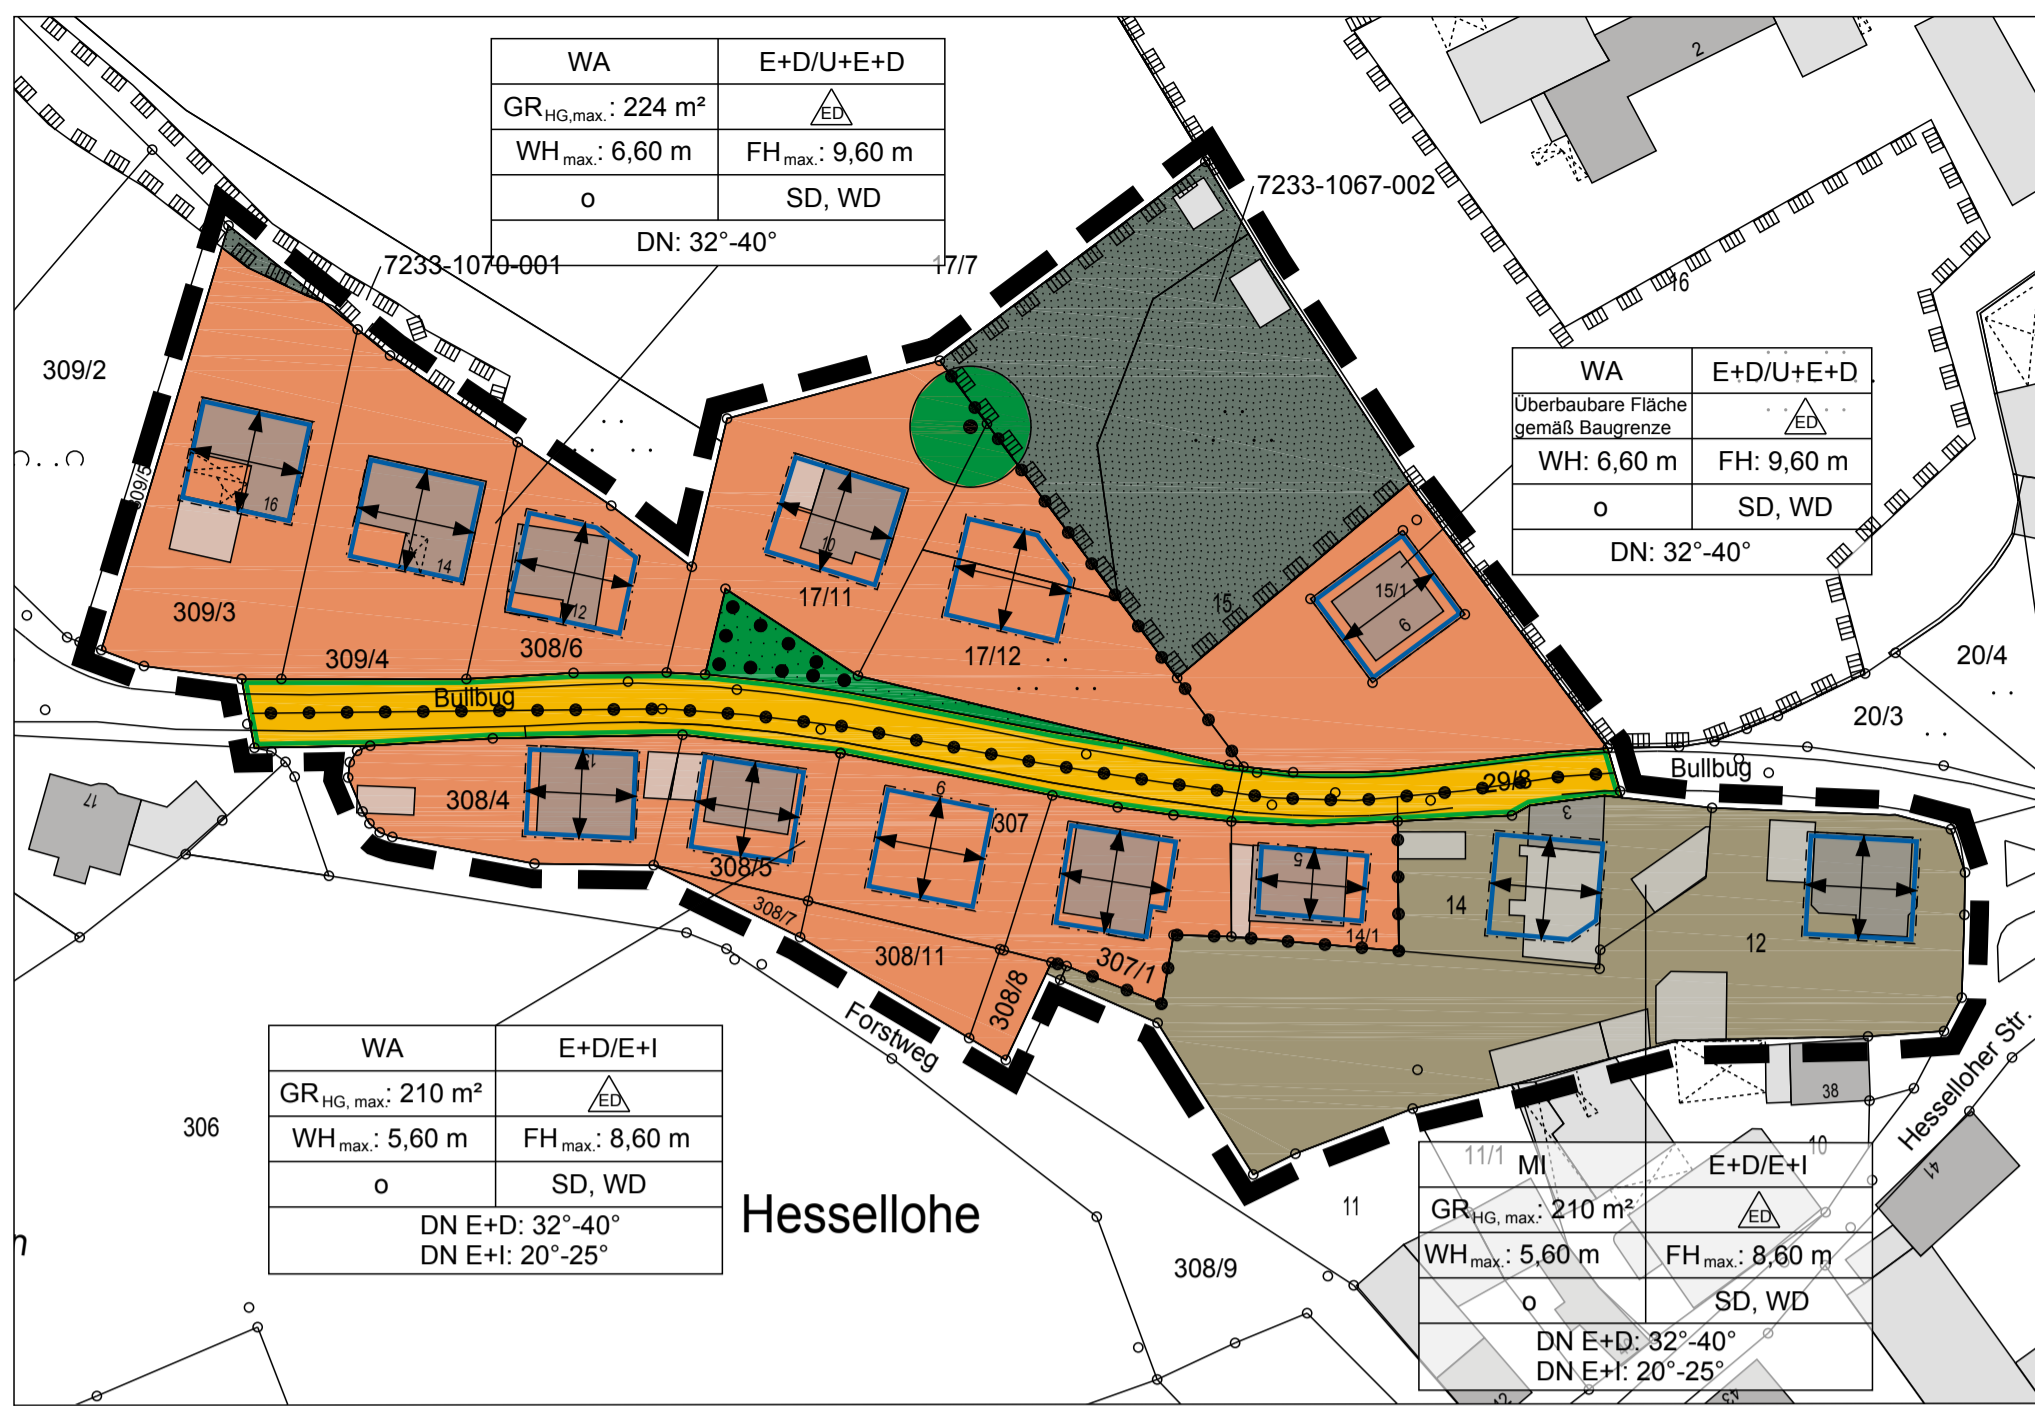 WA E+D/U+E+D
GR HG,max.: 224 m² ED
WH max.: 6,60 m FH max.: 9,60 m
o SD, WD
DN: 32°-40°
7233-1070-001
17/7
7233-1067-002
2
16
309/2
309/5
WA E+D/U+E+D
Überbaubare Fläche
gemäß Baugrenze
ED
WH: 6,60 m FH: 9,60 m
o SD, WD
DN: 32°-40°
16
14
12
10
309/3
309/4
308/6
17/11
17/12
15
15/1
6
20/4
20/3
Bullbug
Bullbug
29/8
17
308/4
13
308/5
9
307
5
14/1
3
14
12
308/7
308/11
308/8
307/1
Forstweg
Hesselloher Str.
WA E+D/E+I
GR HG, max.: 210 m² ED
WH max.: 5,60 m FH max.: 8,60 m
o SD, WD
DN E+D: 32°-40°
DN E+I: 20°-25°
306
n
Hessellohe
308/9
11
11/1
10
38
41
MI E+D/E+I
GR HG, max.: 210 m² ED
WH max.: 5,60 m FH max.: 8,60 m
o SD, WD
DN E+D: 32°-40°
DN E+I: 20°-25°
42
43